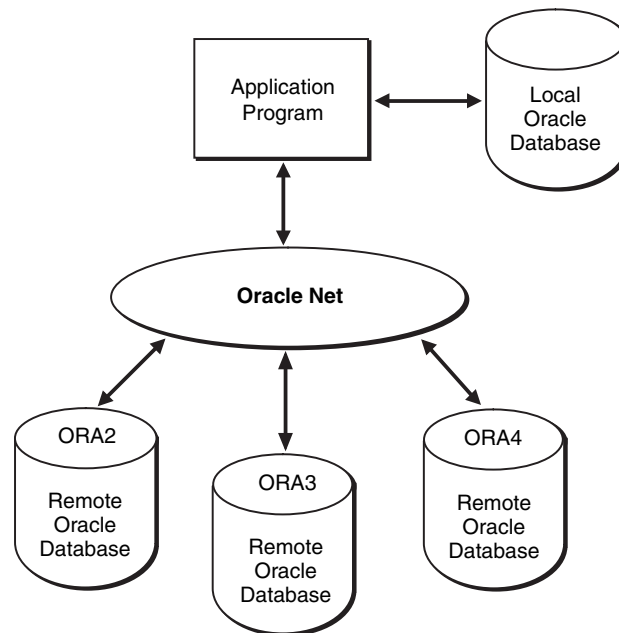 Application
Program
Local
Oracle
Database
Oracle Net
ORA2
Remote
Oracle
Database
ORA3
Remote
Oracle
Database
ORA4
Remote
Oracle
Database